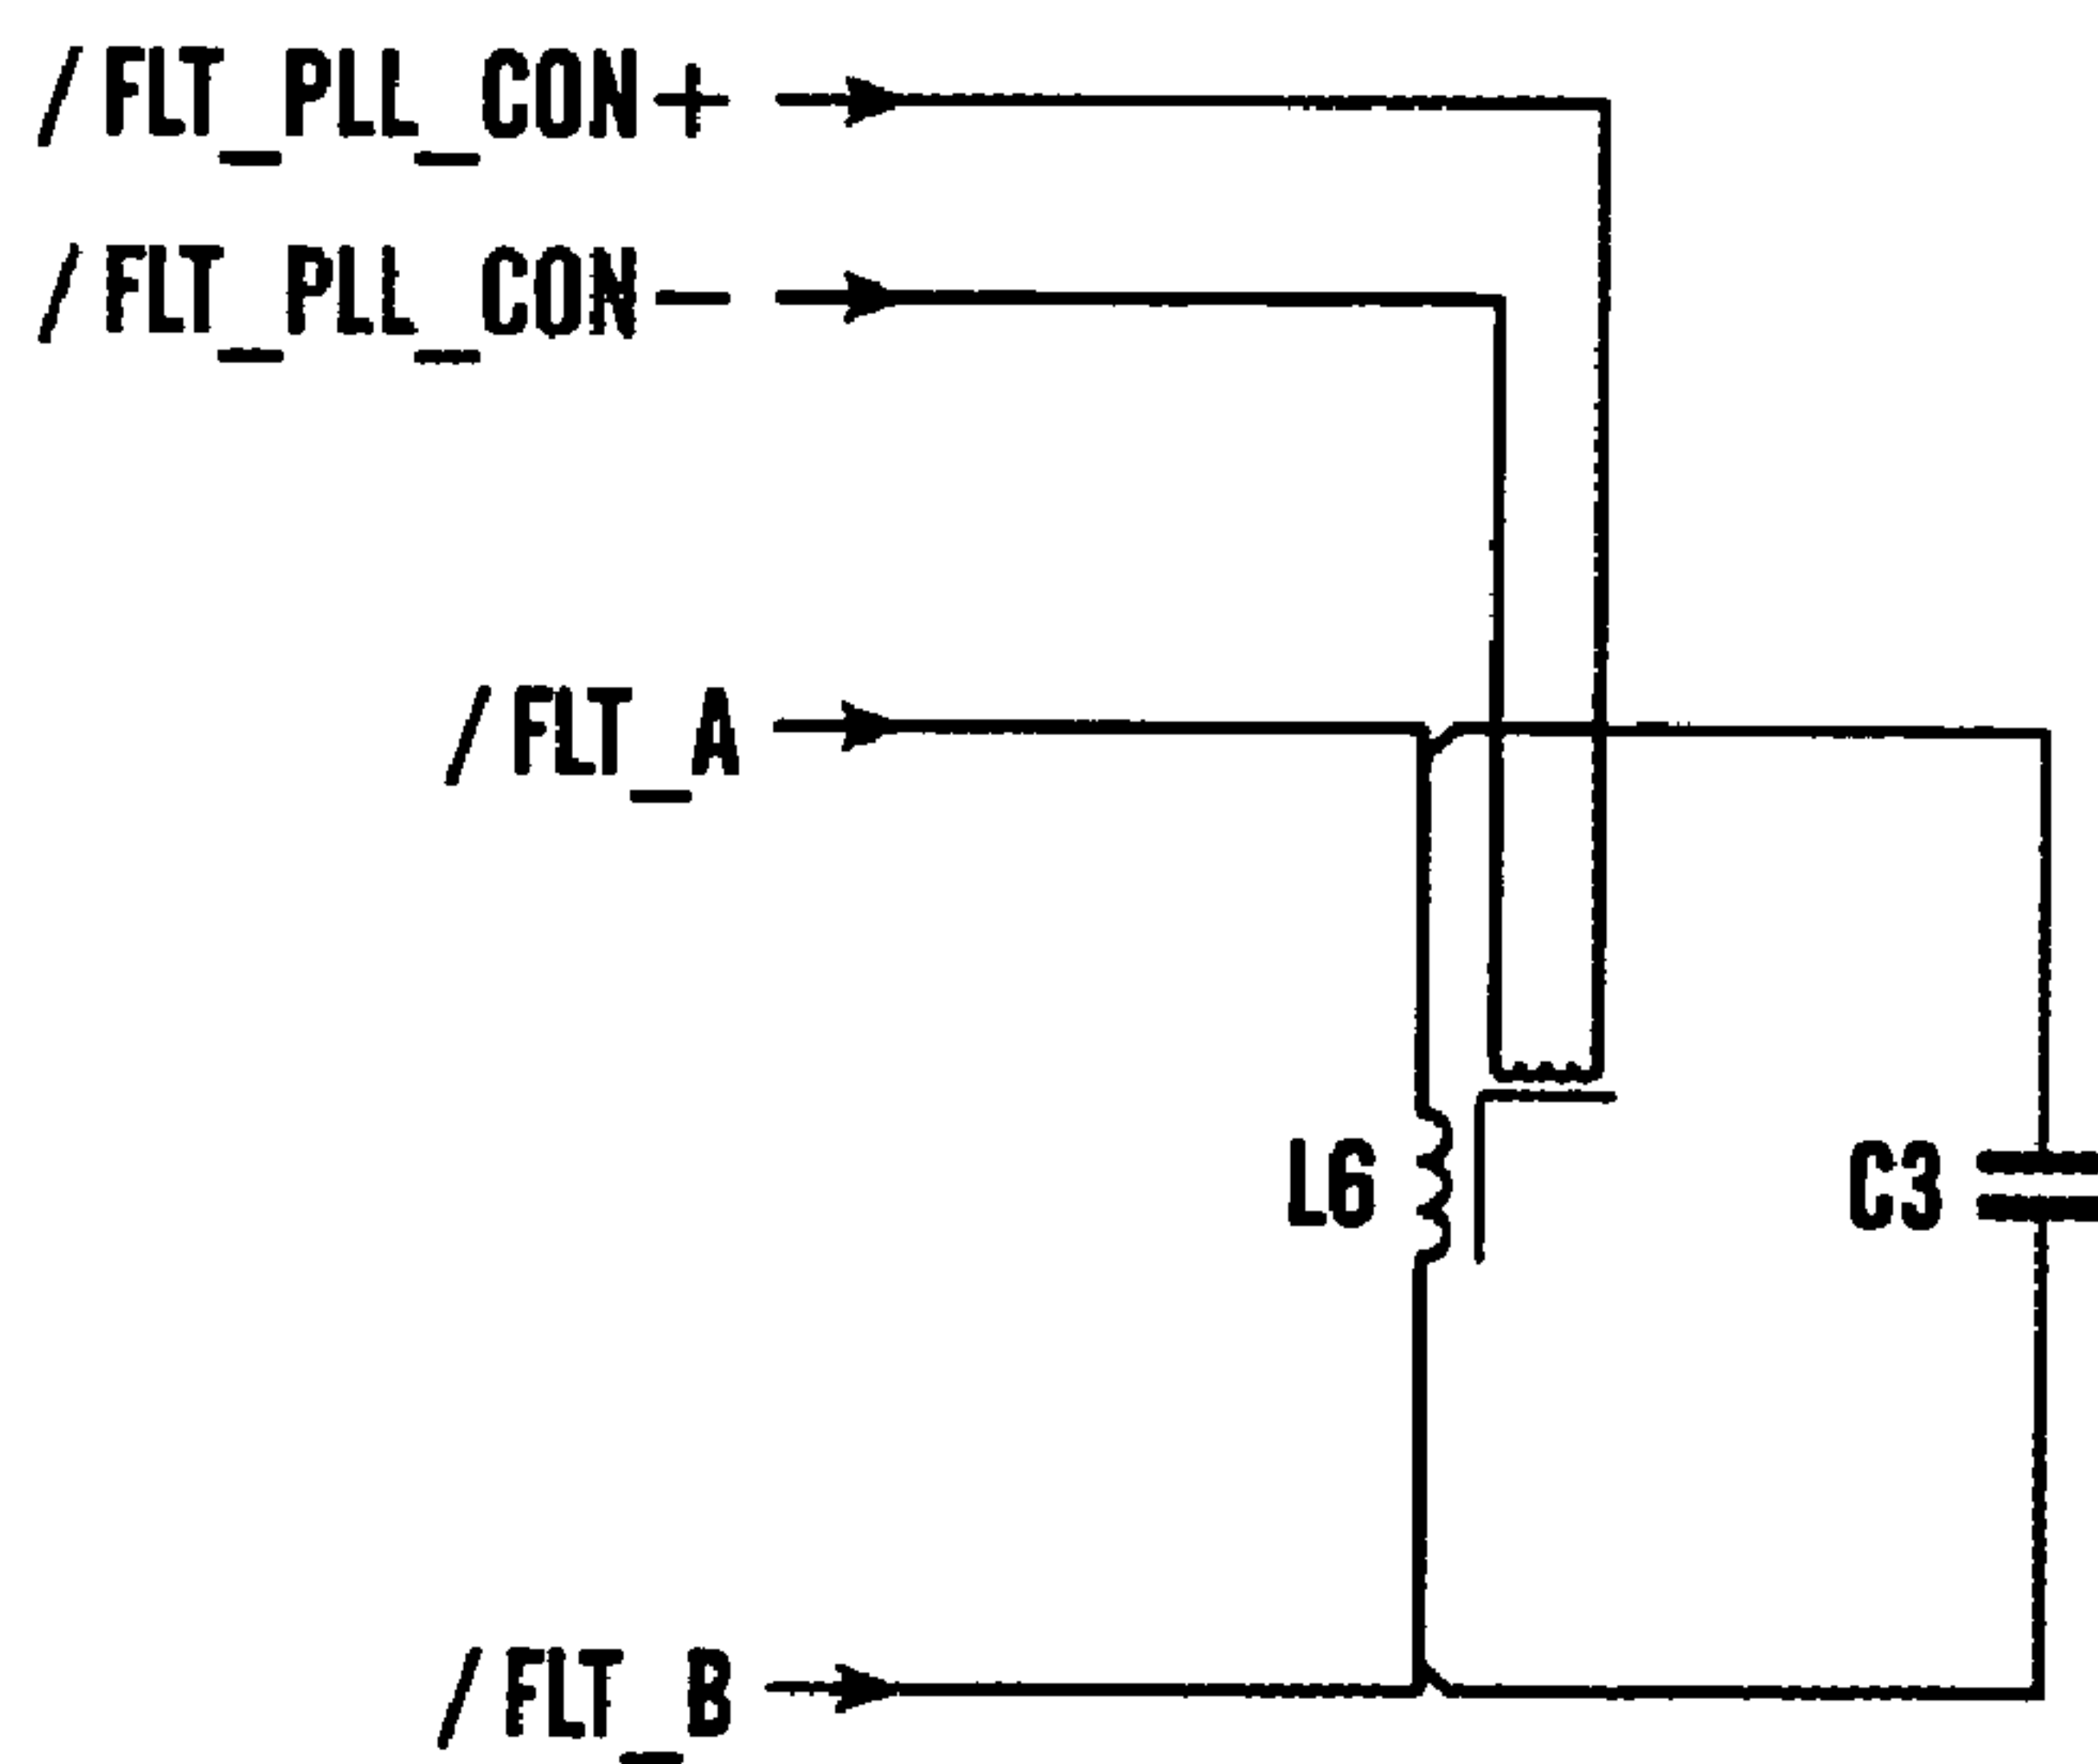 /FLT_PLL_CON+
/FLT_PLL_CON-
/FLT_A
L6
C3
/FLT_B